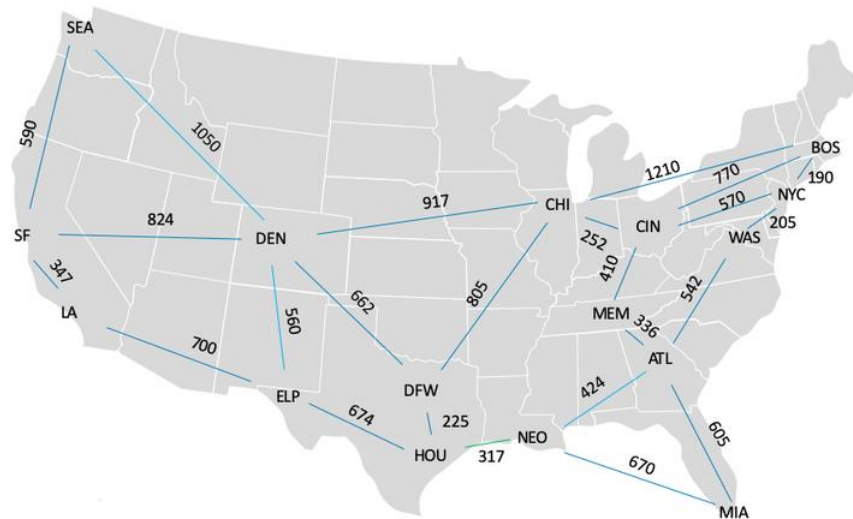 SEA
590
1050
BOS
1210
770
190
570
NYC
CHI
917
CIN
205
824
SF
DEN
252
WAS
410
347
662
805
542
560
LA
MEM
336
700
ATL
ELP
DFW
424
674
225
605
NEO
HOU
317
670
MIA